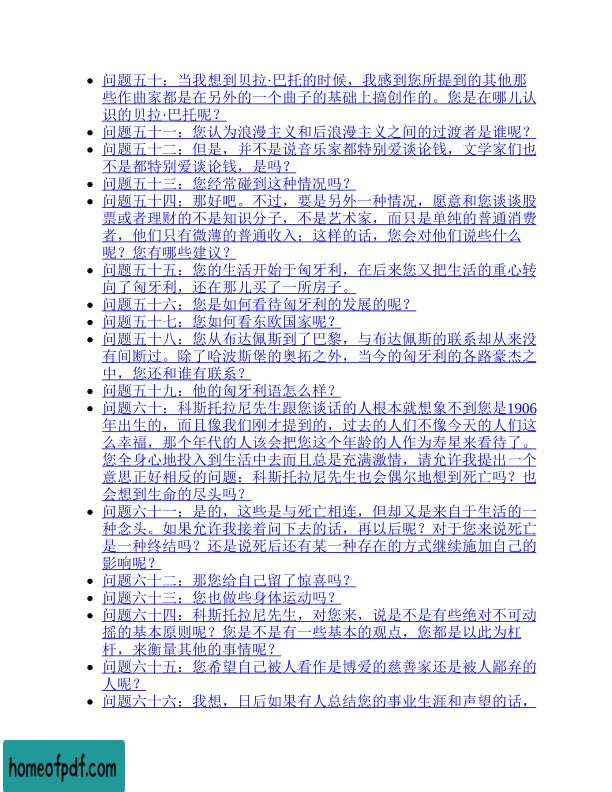 问题五十：当我想到贝拉·巴托的时候，我感到您所提到的其他那
些作曲家都是在另外的一个曲子的基础上搞创作的。您是在哪儿认
识的贝拉·巴托呢？
问题五十一：您认为浪漫主义和后浪漫主义之间的过渡者是谁呢？
问题五十二：但是，并不是说音乐家都特别爱谈论钱，文学家们也
不是都特别爱谈论钱，是吗？
问题五十三：您经常碰到这种情况吗？
问题五十四：那好吧。不过，要是另外一种情况，愿意和您谈谈股
票或者理财的不是知识分子，不是艺术家，而只是单纯的普通消费
者，他们只有微薄的普通收入；这样的话，您会对他们说些什么
呢？您有哪些建议？
问题五十五：您的生活开始于匈牙利，在后来您又把生活的重心转
向了匈牙利，还在那儿买了一所房子。
问题五十六：您是如何看待匈牙利的发展的呢？
问题五十七：您如何看东欧国家呢？
问题五十八：您从布达佩斯到了巴黎，与布达佩斯的联系却从来没
有间断过。除了哈波斯堡的奥拓之外，当今的匈牙利的各路豪杰之
中，您还和谁有联系？
问题五十九：他的匈牙利语怎么样？
问题六十：科斯托拉尼先生跟您谈话的人根本就想象不到您是1906
年出生的，而且像我们刚才提到的，过去的人们不像今天的人们这
么幸福，那个年代的人该会把您这个年龄的人作为寿星来看待了。
您全身心地投入到生活中去而且总是充满激情，请允许我提出一个
意思正好相反的问题：科斯托拉尼先生也会偶尔地想到死亡吗？也
会想到生命的尽头吗？
问题六十一：是的，这些是与死亡相连，但却又是来自于生活的一
种念头。如果允许我接着问下去的话，再以后呢？对于您来说死亡
是一种终结吗？还是说死后还有某一种存在的方式继续施加自己的
影响呢？
问题六十二：那您给自己留了惊喜吗？
问题六十三：您也做些身体运动吗？
问题六十四：科斯托拉尼先生，对您来，说是不是有些绝对不可动
摇的基本原则呢？您是不是有一些基本的观点，您都是以此为杠
杆，来衡量其他的事情呢？
问题六十五：您希望自己被人看作是博爱的慈善家还是被人鄙弃的
人呢？
问题六十六：我想，日后如果有人总结您的事业生涯和声望的话，
homeofpdf.com